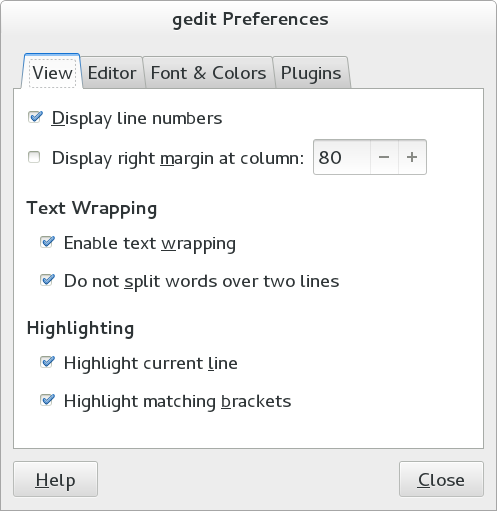 gedit Preferences
View Editor Font & Colors Plugins
Display line numbers
Display right margin at column: 80 − +
Text Wrapping
Enable text wrapping
Do not split words over two lines
Highlighting
Highlight current line
Highlight matching brackets
Help Close